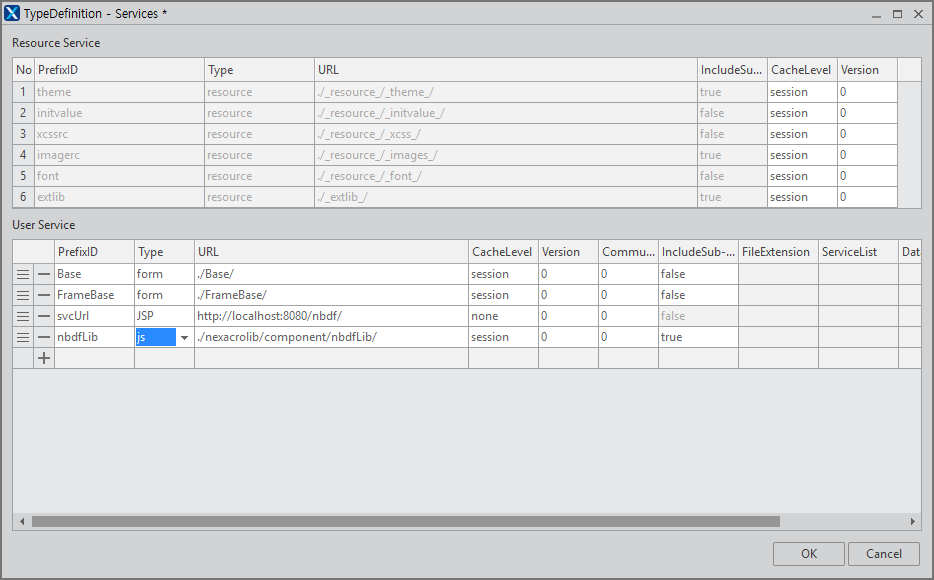 TypeDefinition - Services *
Resource Service
No PrefixID Type URL IncludeSu... CacheLevel Version
1 theme resource ./_resource_/_theme_/ true session 0
2 initvalue resource ./_resource_/_initvalue_/ false session 0
3 xcssrc resource ./_resource_/_xcss_/ false session 0
4 imagerc resource ./_resource_/_images_/ true session 0
5 font resource ./_resource_/_font_/ false session 0
6 extlib resource ./_extlib_/ true session 0
User Service
PrefixID Type URL CacheLevel Version Commu... IncludeSub-... FileExtension ServiceList Data
Base form ./Base/ session 0 0 false
FrameBase form ./FrameBase/ session 0 0 false
svcUrl JSP http://localhost:8080/nbdf/ none 0 0 false
nbdfLib js ./nexacrolib/component/nbdfLib/ session 0 0 true
OK Cancel